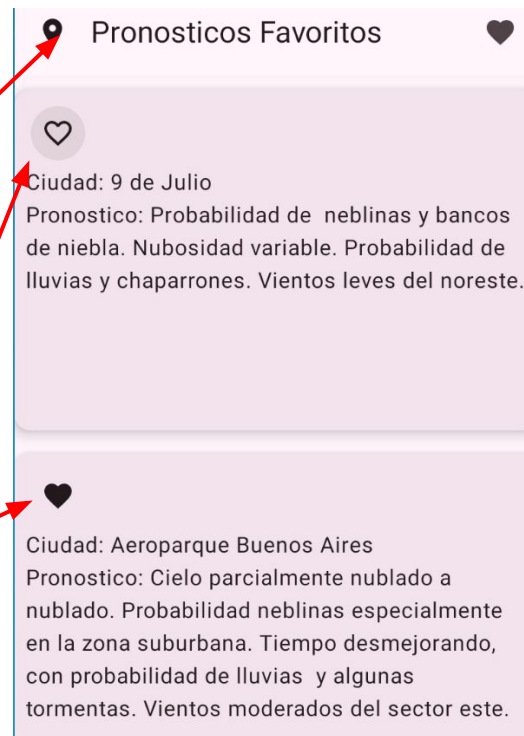 Pronosticos Favoritos
Ciudad: 9 de Julio
Pronostico: Probabilidad de  neblinas y bancos
de niebla. Nubosidad variable. Probabilidad de
lluvias y chaparrones. Vientos leves del noreste.
Ciudad: Aeroparque Buenos Aires
Pronostico: Cielo parcialmente nublado a
nublado. Probabilidad neblinas especialmente
en la zona suburbana. Tiempo desmejorando,
con probabilidad de lluvias  y algunas
tormentas. Vientos moderados del sector este.